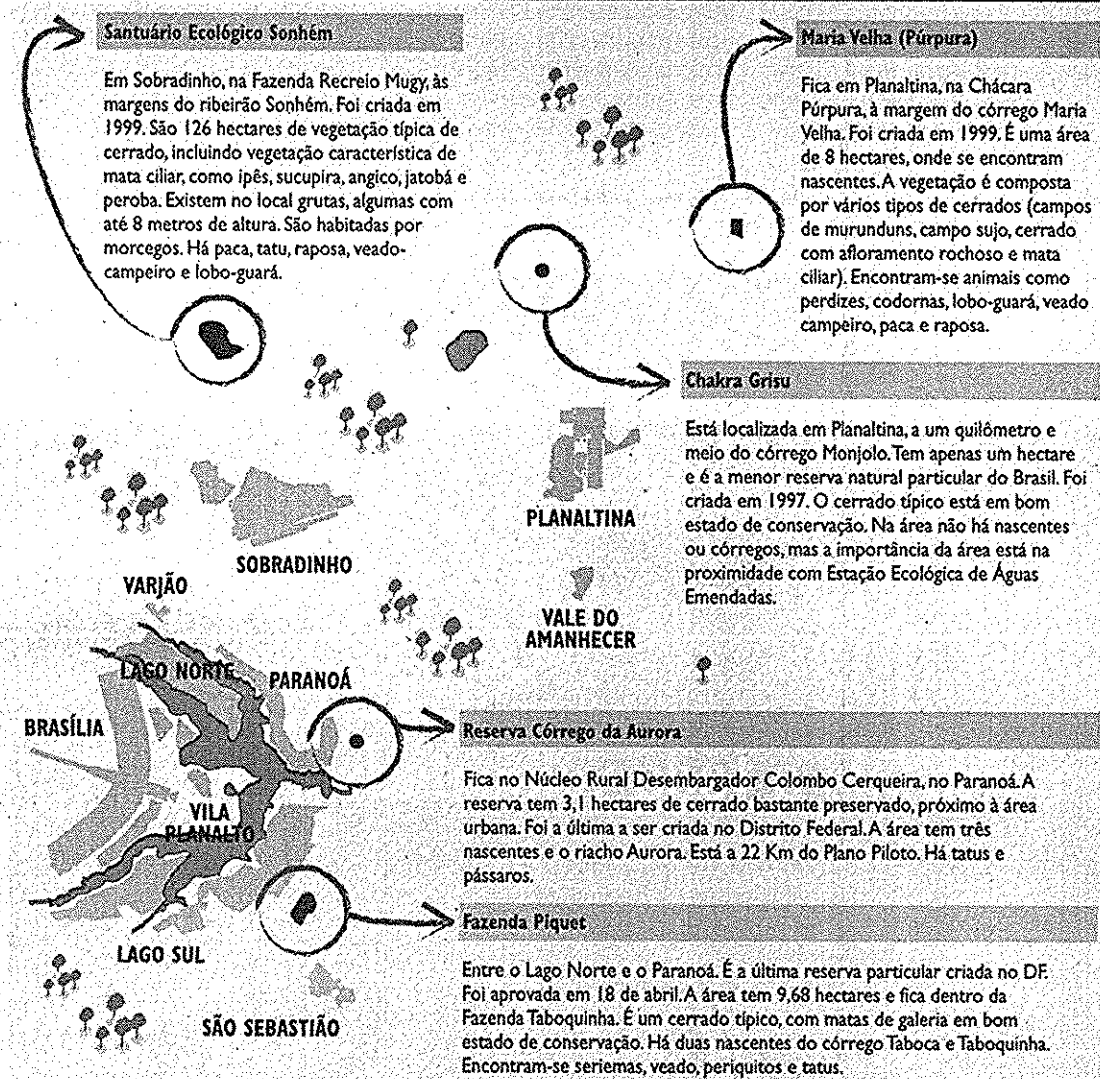 Santuário Ecológico Sonhém
Em Sobradinho, na Fazenda Recreio Mugy, às
margens do ribeirão Sonhém. Foi criada em
1999. São 126 hectares de vegetação típica de
cerrado, incluindo vegetação característica de
mata ciliar, como ipês, sucupira, angico, jatobá e
peroba. Existem no local grutas, algumas com
até 8 metros de altura. São habitadas por
morcegos. Há paca, tatu, raposa, veado-
campeiro e lobo-guará.
Maria Velha (Púrpura)
Fica em Planaltina, na Chácara
Púrpura, à margem do córrego Maria
Velha. Foi criada em 1999. É uma área
de 8 hectares, onde se encontram
nascentes. A vegetação é composta
por vários tipos de cerrados (campos
de murunduns, campo sujo, cerrado
com afloramento rochoso e mata
ciliar). Encontram-se animais como
perdizes, codornas, lobo-guará, veado
campeiro, paca e raposa.
Chakra Grisu
Está localizada em Planaltina, a um quilômetro e
meio do córrego Monjolo. Tem apenas um hectare
e é a menor reserva natural particular do Brasil. Foi
criada em 1997. O cerrado típico está em bom
estado de conservação. Na área não há nascentes
ou córregos, mas a importância da área está na
proximidade com Estação Ecológica de Águas
Emendadas.
PLANALTINA
SOBRADINHO
VARJÃO
VALE DO
AMANHECER
LAGO NORTE
PARANOÁ
BRASÍLIA
VILA
PLANALTO
LAGO SUL
SÃO SEBASTIÃO
Reserva Córrego da Aurora
Fica no Núcleo Rural Desembargador Colombo Cerqueira, no Paranoá. A
reserva tem 3,1 hectares de cerrado bastante preservado, próximo à área
urbana. Foi a última a ser criada no Distrito Federal. A área tem três
nascentes e o riacho Aurora. Está a 22 Km do Plano Piloto. Há tatus e
pássaros.
Fazenda Piquet
Entre o Lago Norte e o Paranoá. É a última reserva particular criada no DF.
Foi aprovada em 18 de abril. A área tem 9,68 hectares e fica dentro da
Fazenda Taboquinha. É um cerrado típico, com matas de galeria em bom
estado de conservação. Há duas nascentes do córrego Taboca e Taboquinha.
Encontram-se seriemas, veado, periquitos e tatus.